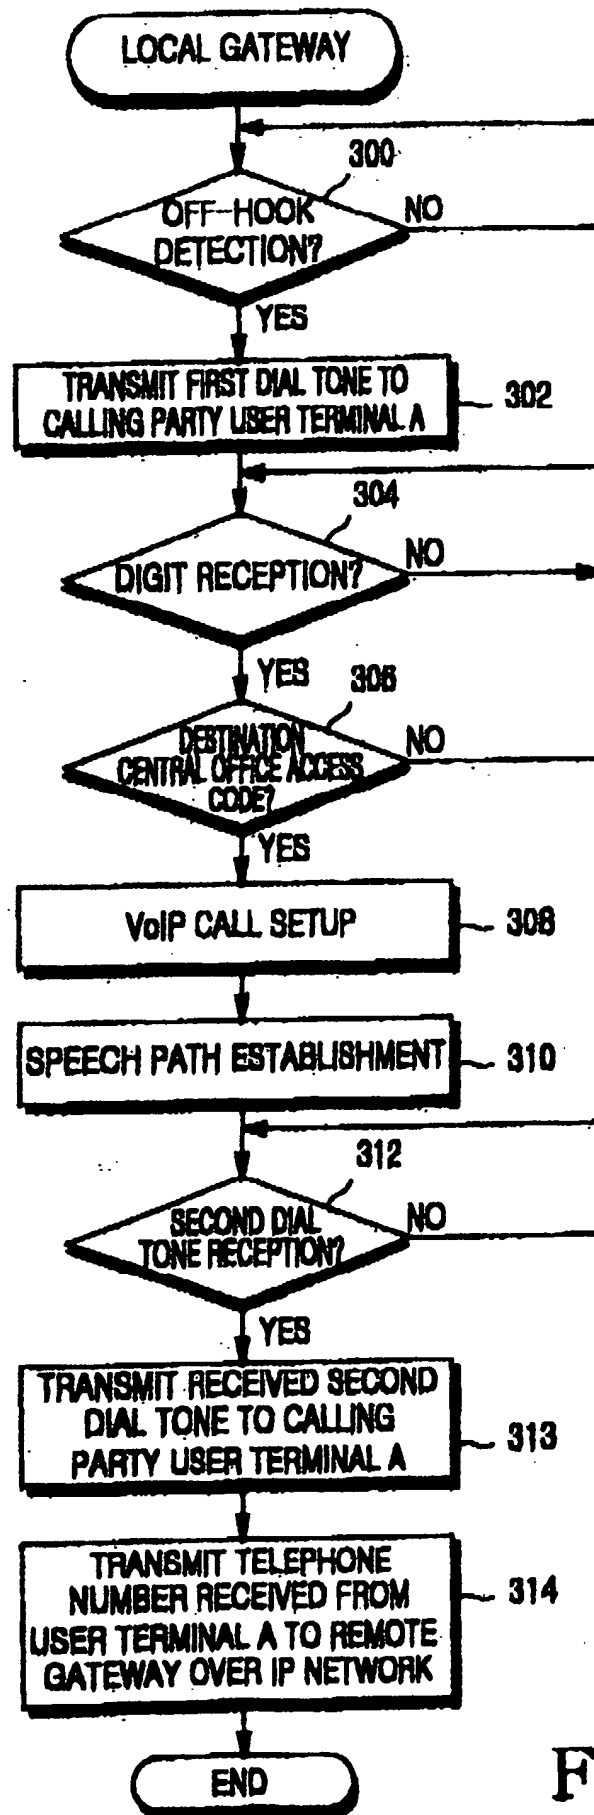 LOCAL GATEWAY
300
OFF-HOOK
DETECTION?
NO
YES
TRANSMIT FIRST DIAL TONE TO
CALLING PARTY USER TERMINAL A
302
304
DIGIT RECEPTION?
NO
YES
306
DESTINATION
CENTRAL OFFICE ACCESS
CODE?
NO
YES
VoIP CALL SETUP
308
SPEECH PATH ESTABLISHMENT
310
312
SECOND DIAL
TONE RECEPTION?
NO
YES
TRANSMIT RECEIVED SECOND
DIAL TONE TO CALLING
PARTY USER TERMINAL A
313
TRANSMIT TELEPHONE
NUMBER RECEIVED FROM
USER TERMINAL A TO REMOTE
GATEWAY OVER IP NETWORK
314
END
F